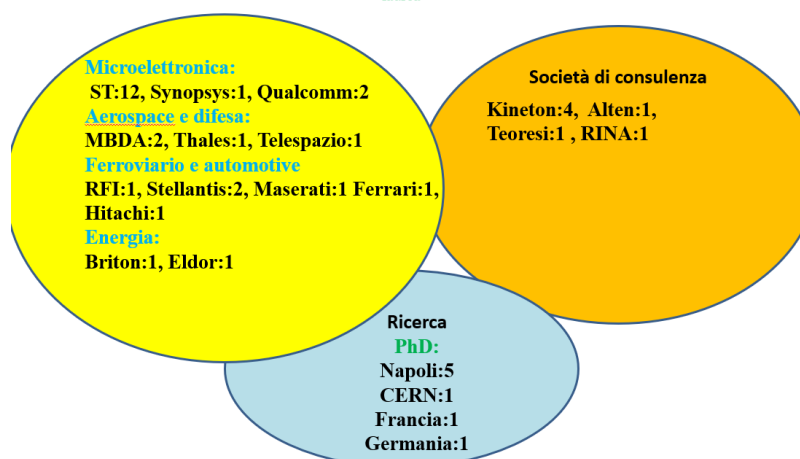 Microelettronica:
ST:12, Synopsys:1, Qualcomm:2
Aerospace e difesa:
MBDA:2, Thales:1, Telespazio:1
Ferroviario e automotive
RFI:1, Stellantis:2, Maserati:1 Ferrari:1,
Hitachi:1
Energia:
Briton:1, Eldor:1
Società di consulenza
Kineton:4, Alten:1,
Teoresi:1 , RINA:1
Ricerca
PhD:
Napoli:5
CERN:1
Francia:1
Germania:1